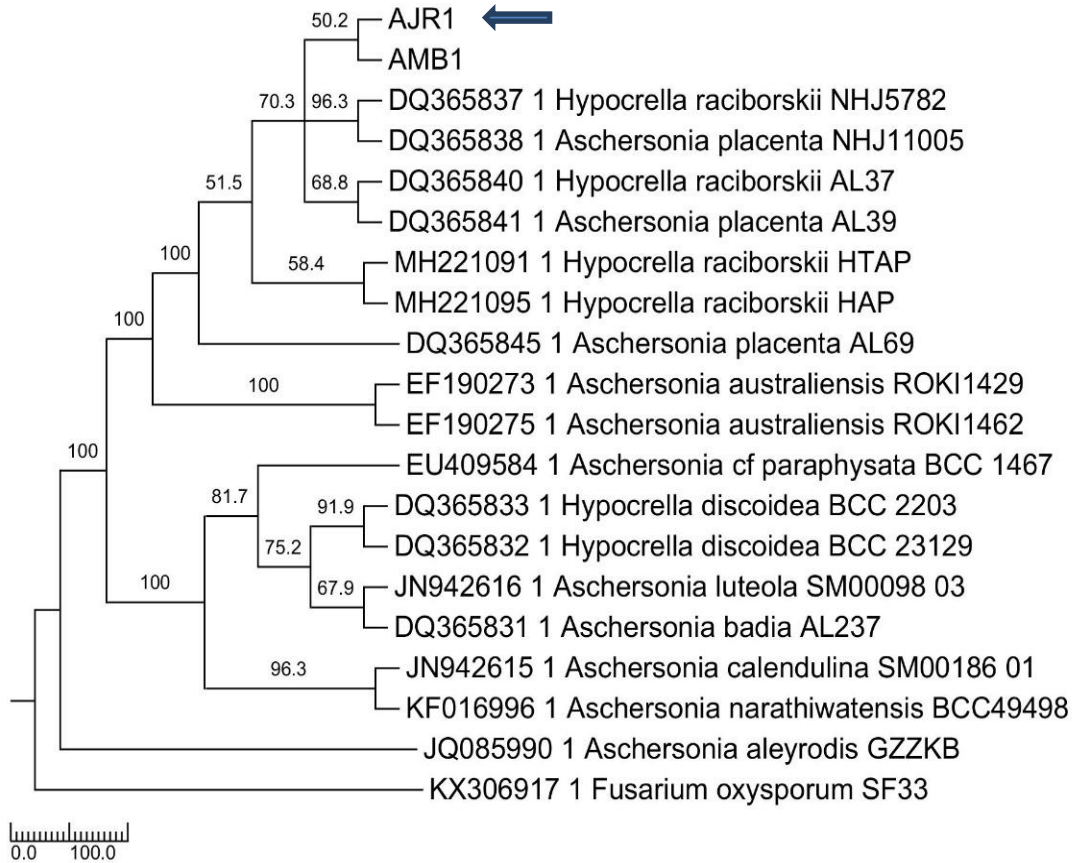 50.2 AJR1
AMB1
70.3 96.3 DQ365837 1 Hypocrella raciborskii NHJ5782
DQ365838 1 Aschersonia placenta NHJ11005
51.5 68.8 DQ365840 1 Hypocrella raciborskii AL37
DQ365841 1 Aschersonia placenta AL39
100 58.4 MH221091 1 Hypocrella raciborskii HTAP
MH221095 1 Hypocrella raciborskii HAP
100
DQ365845 1 Aschersonia placenta AL69
100 EF190273 1 Aschersonia australiensis ROKI1429
EF190275 1 Aschersonia australiensis ROKI1462
100
EU409584 1 Aschersonia cf paraphysata BCC 1467
81.7 91.9 DQ365833 1 Hypocrella discoidea BCC 2203
75.2 DQ365832 1 Hypocrella discoidea BCC 23129
100 67.9 JN942616 1 Aschersonia luteola SM00098 03
DQ365831 1 Aschersonia badia AL237
96.3 JN942615 1 Aschersonia calendulina SM00186 01
KF016996 1 Aschersonia narathiwatensis BCC49498
JQ085990 1 Aschersonia aleyrodis GZZKB
KX306917 1 Fusarium oxysporum SF33
0.0 100.0